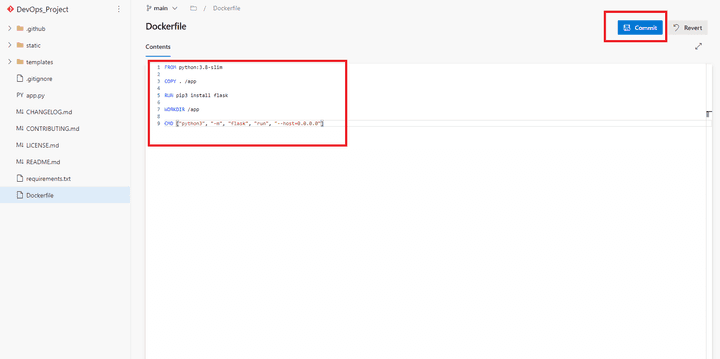 DevOps_Project
.github
static
templates
.gitignore
app.py
CHANGELOG.md
CONTRIBUTING.md
LICENSE.md
README.md
requirements.txt
Dockerfile
main / Dockerfile
Dockerfile
Commit
Revert
Contents
1 FROM python:3.8-slim
2
3 COPY . /app
4
5 RUN pip3 install flask
6
7 WORKDIR /app
8
9 CMD ["python3", "-m", "flask", "run", "--host=0.0.0.0"]